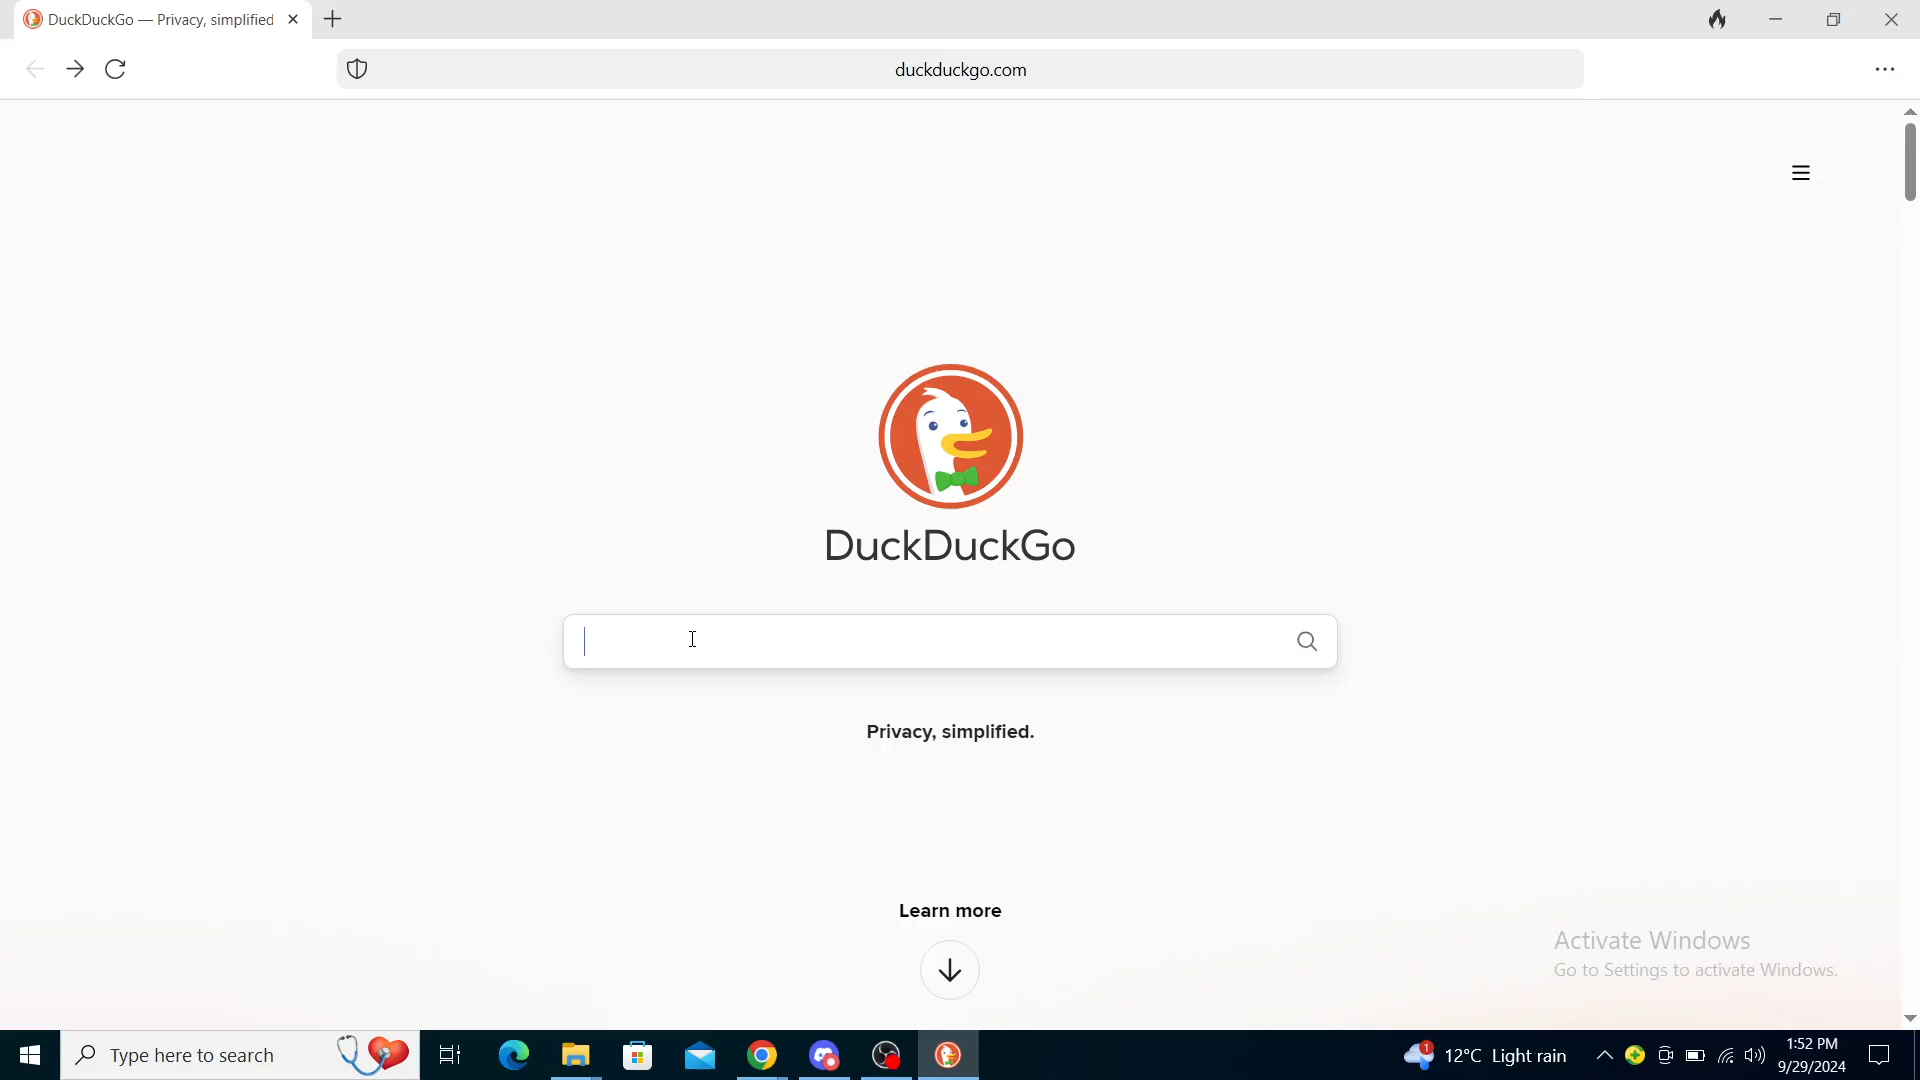 DuckDuckGo — Privacy, simplified
duckduckgo.com
DuckDuckGo
Privacy, simplified.
Learn more
Activate Windows
Go to Settings to activate Windows.
Type here to search
1
12°C Light rain
1:52 PM
9/29/2024